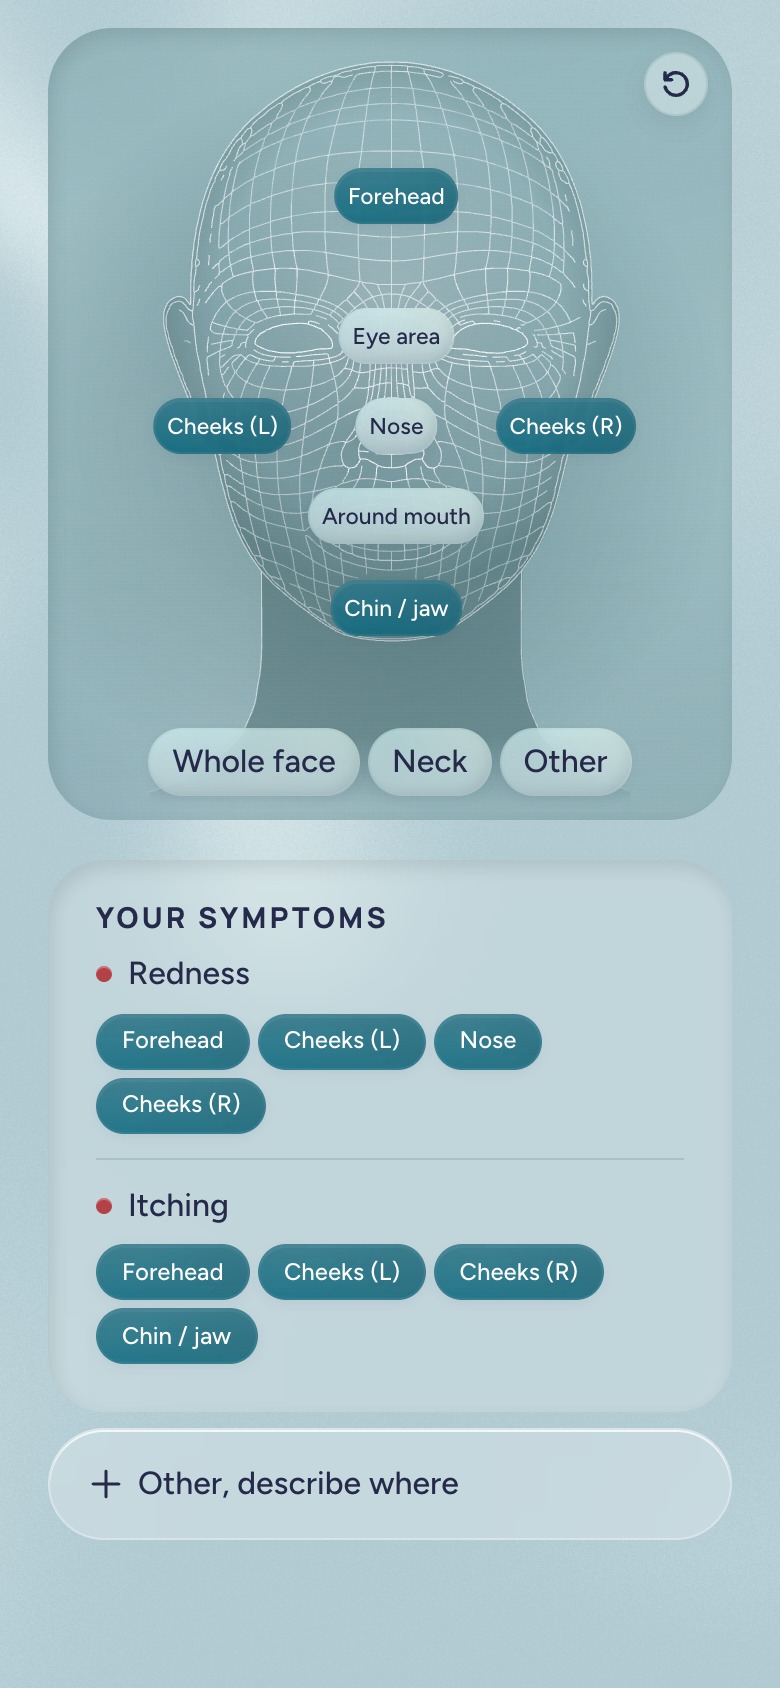 Forehead
Eye area
Cheeks (L) Nose Cheeks (R)
Around mouth
Chin / jaw
Whole face Neck Other
YOUR SYMPTOMS
Redness
Forehead Cheeks (L) Nose
Cheeks (R)
Itching
Forehead Cheeks (L) Cheeks (R)
Chin / jaw
Other, describe where